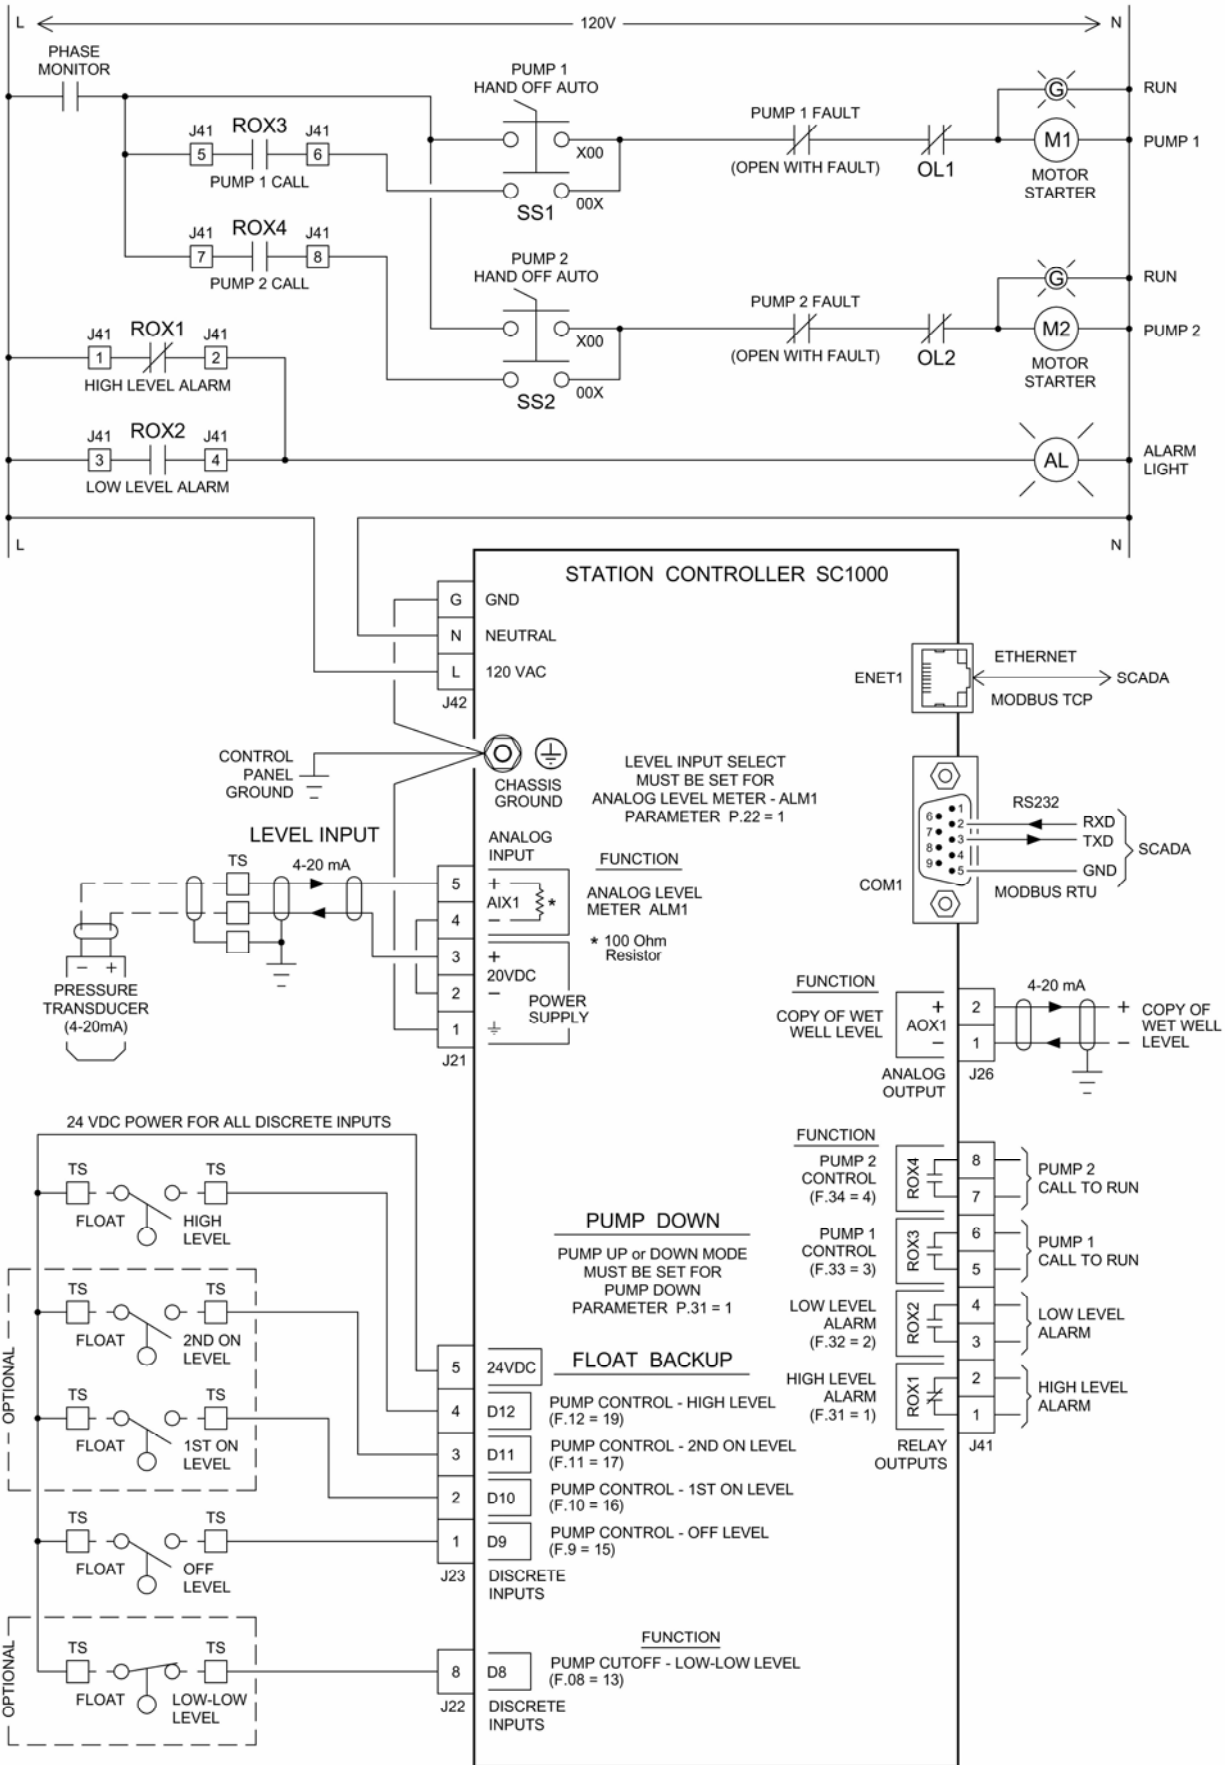 L
120V
N
PHASE
MONITOR
PUMP 1
HAND OFF AUTO
X00
00X
SS1
J41
ROX3
J41
5
6
PUMP 1 CALL
PUMP 1 FAULT
(OPEN WITH FAULT)
OL1
G
RUN
M1
PUMP 1
MOTOR
STARTER
J41
ROX4
J41
7
8
PUMP 2 CALL
PUMP 2
HAND OFF AUTO
X00
00X
SS2
PUMP 2 FAULT
(OPEN WITH FAULT)
OL2
G
RUN
M2
PUMP 2
MOTOR
STARTER
J41
ROX1
J41
1
2
HIGH LEVEL ALARM
J41
ROX2
J41
3
4
LOW LEVEL ALARM
AL
ALARM
LIGHT
L
N
STATION CONTROLLER SC1000
G
GND
N
NEUTRAL
L
120 VAC
J42
ENET1
ETHERNET
MODBUS TCP
SCADA
CONTROL
PANEL
GROUND
CHASSIS
GROUND
LEVEL INPUT SELECT
MUST BE SET FOR
ANALOG LEVEL METER - ALM1
PARAMETER P.22 = 1
COM1
1
6
2
7
3
8
4
9
5
RS232
RXD
TXD
GND
SCADA
MODBUS RTU
LEVEL INPUT
TS
4-20 mA
ANALOG
INPUT
5
+
AIX1
*
4
−
3
+
20VDC
2
−
POWER
SUPPLY
1
J21
FUNCTION
ANALOG LEVEL
METER ALM1
* 100 Ohm
Resistor
− +
PRESSURE
TRANSDUCER
(4-20mA)
FUNCTION
COPY OF WET
WELL LEVEL
+
AOX1
−
2
1
ANALOG
OUTPUT
J26
4-20 mA
+
−
COPY OF
WET WELL
LEVEL
24 VDC POWER FOR ALL DISCRETE INPUTS
TS
TS
FLOAT
HIGH
LEVEL
OPTIONAL
TS
TS
FLOAT
2ND ON
LEVEL
TS
TS
FLOAT
1ST ON
LEVEL
TS
TS
FLOAT
OFF
LEVEL
OPTIONAL
TS
TS
FLOAT
LOW-LOW
LEVEL
PUMP DOWN
PUMP UP or DOWN MODE
MUST BE SET FOR
PUMP DOWN
PARAMETER P.31 = 1
FLOAT BACKUP
5
24VDC
4
D12
PUMP CONTROL - HIGH LEVEL
(F.12 = 19)
3
D11
PUMP CONTROL - 2ND ON LEVEL
(F.11 = 17)
2
D10
PUMP CONTROL - 1ST ON LEVEL
(F.10 = 16)
1
D9
PUMP CONTROL - OFF LEVEL
(F.9 = 15)
J23
DISCRETE
INPUTS
FUNCTION
8
D8
PUMP CUTOFF - LOW-LOW LEVEL
(F.08 = 13)
J22
DISCRETE
INPUTS
FUNCTION
PUMP 2
CONTROL
(F.34 = 4)
ROX4
8
7
PUMP 2
CALL TO RUN
PUMP 1
CONTROL
(F.33 = 3)
ROX3
6
5
PUMP 1
CALL TO RUN
LOW LEVEL
ALARM
(F.32 = 2)
ROX2
4
3
LOW LEVEL
ALARM
HIGH LEVEL
ALARM
(F.31 = 1)
ROX1
2
1
HIGH LEVEL
ALARM
RELAY
OUTPUTS
J41